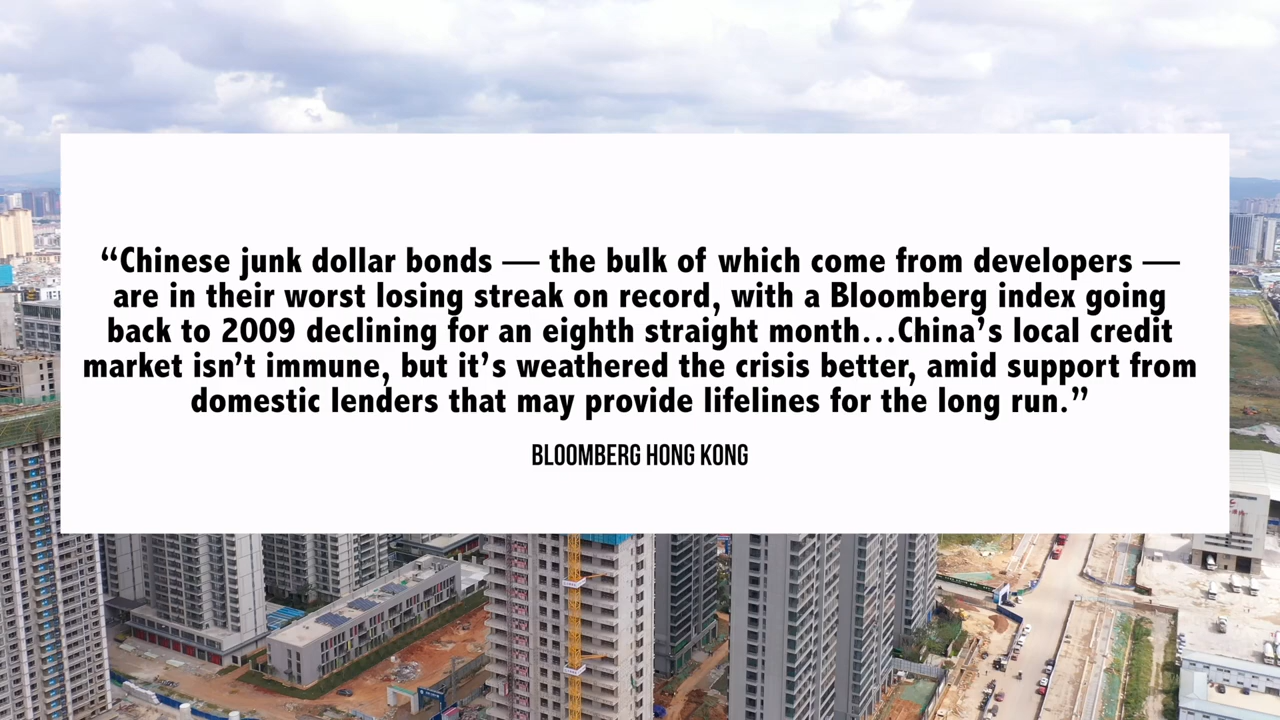 “Chinese junk dollar bonds — the bulk of which come from developers —
are in their worst losing streak on record, with a Bloomberg index going
back to 2009 declining for an eighth straight month…China’s local credit
market isn’t immune, but it’s weathered the crisis better, amid support from
domestic lenders that may provide lifelines for the long run.”
BLOOMBERG HONG KONG